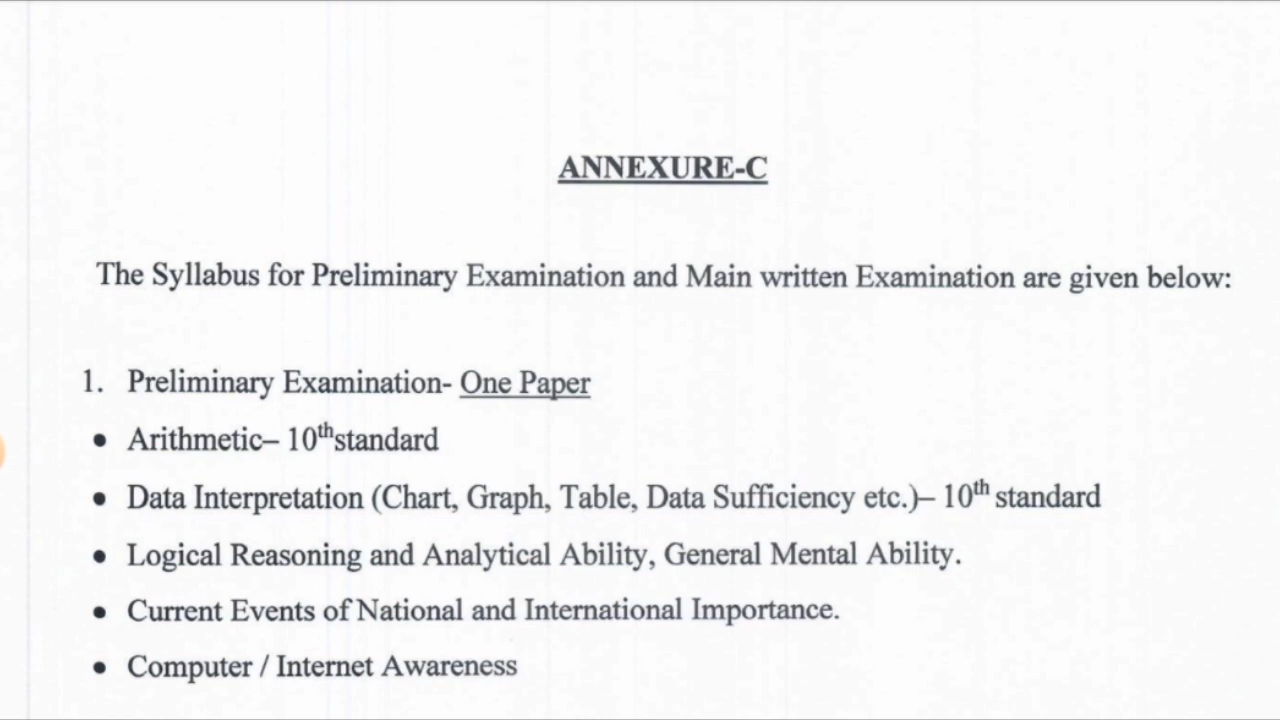 ANNEXURE-C
The Syllabus for Preliminary Examination and Main written Examination are given below:
1. Preliminary Examination- One Paper
• Arithmetic– 10thstandard
• Data Interpretation (Chart, Graph, Table, Data Sufficiency etc.)– 10th standard
• Logical Reasoning and Analytical Ability, General Mental Ability.
• Current Events of National and International Importance.
• Computer / Internet Awareness